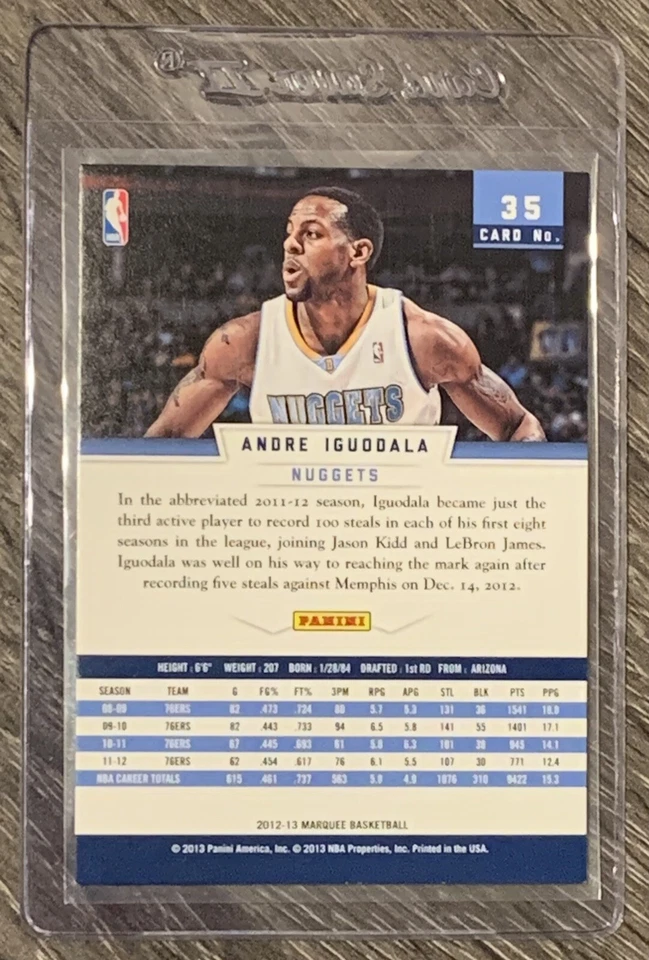 Card Saver II
35
CARD No.
NUGGETS
ANDRE IGUODALA
NUGGETS
In the abbreviated 2011-12 season, Iguodala became just the
third active player to record 100 steals in each of his first eight
seasons in the league, joining Jason Kidd and LeBron James.
Iguodala was well on his way to reaching the mark again after
recording five steals against Memphis on Dec. 14, 2012.
PANINI
HEIGHT : 6'6" WEIGHT : 207 BORN : 1/28/84 DRAFTED : 1st RD FROM : ARIZONA
SEASON TEAM G FG% FT% 3PM RPG APG STL BLK PTS PPG
08-09 76ERS 82 .473 .724 80 5.7 5.3 131 36 1541 18.8
09-10 76ERS 82 .443 .733 94 6.5 5.8 141 55 1401 17.1
10-11 76ERS 67 .445 .693 61 5.8 6.3 101 38 945 14.1
11-12 76ERS 62 .454 .617 76 6.1 5.5 107 30 771 12.4
NBA CAREER TOTALS 615 .461 .737 563 5.9 4.9 1076 310 9422 15.3
2012-13 MARQUEE BASKETBALL
© 2013 Panini America, Inc. © 2013 NBA Properties, Inc. Printed in the USA.